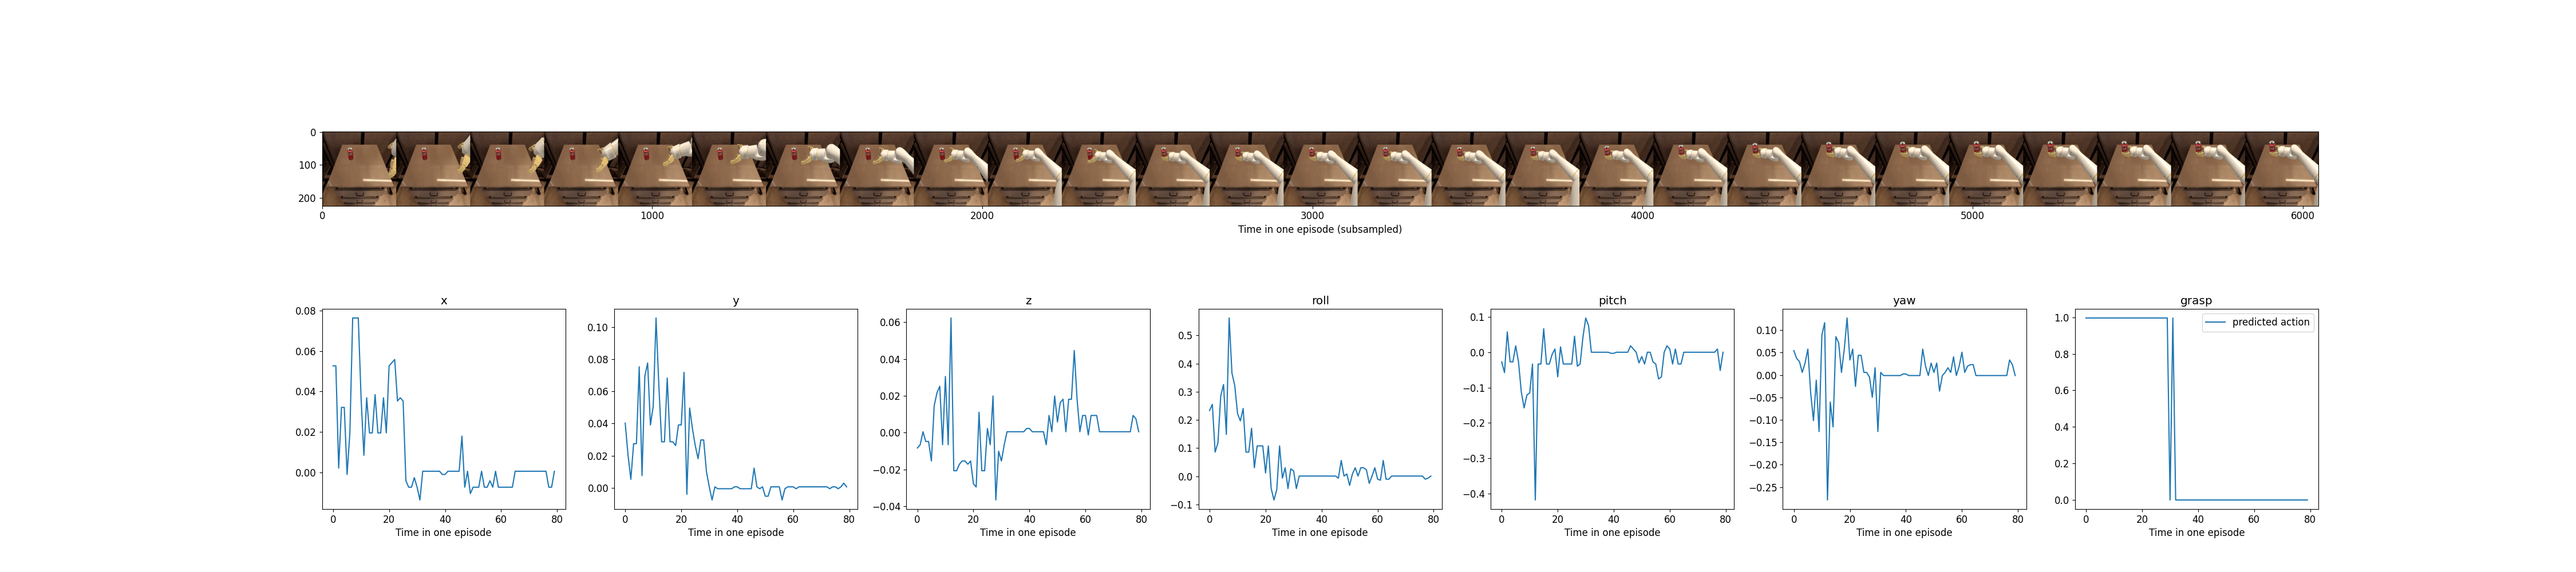 0
100
200
0 1000 2000 3000 4000 5000 6000
Time in one episode (subsampled)
x
0.08
0.06
0.04
0.02
0.00
0 20 40 60 80
Time in one episode
y
0.10
0.08
0.06
0.04
0.02
0.00
0 20 40 60 80
Time in one episode
z
0.06
0.04
0.02
0.00
−0.02
−0.04
0 20 40 60 80
Time in one episode
roll
0.5
0.4
0.3
0.2
0.1
0.0
−0.1
0 20 40 60 80
Time in one episode
pitch
0.1
0.0
−0.1
−0.2
−0.3
−0.4
0 20 40 60 80
Time in one episode
yaw
0.10
0.05
0.00
−0.05
−0.10
−0.15
−0.20
−0.25
0 20 40 60 80
Time in one episode
grasp
predicted action
1.0
0.8
0.6
0.4
0.2
0.0
0 20 40 60 80
Time in one episode